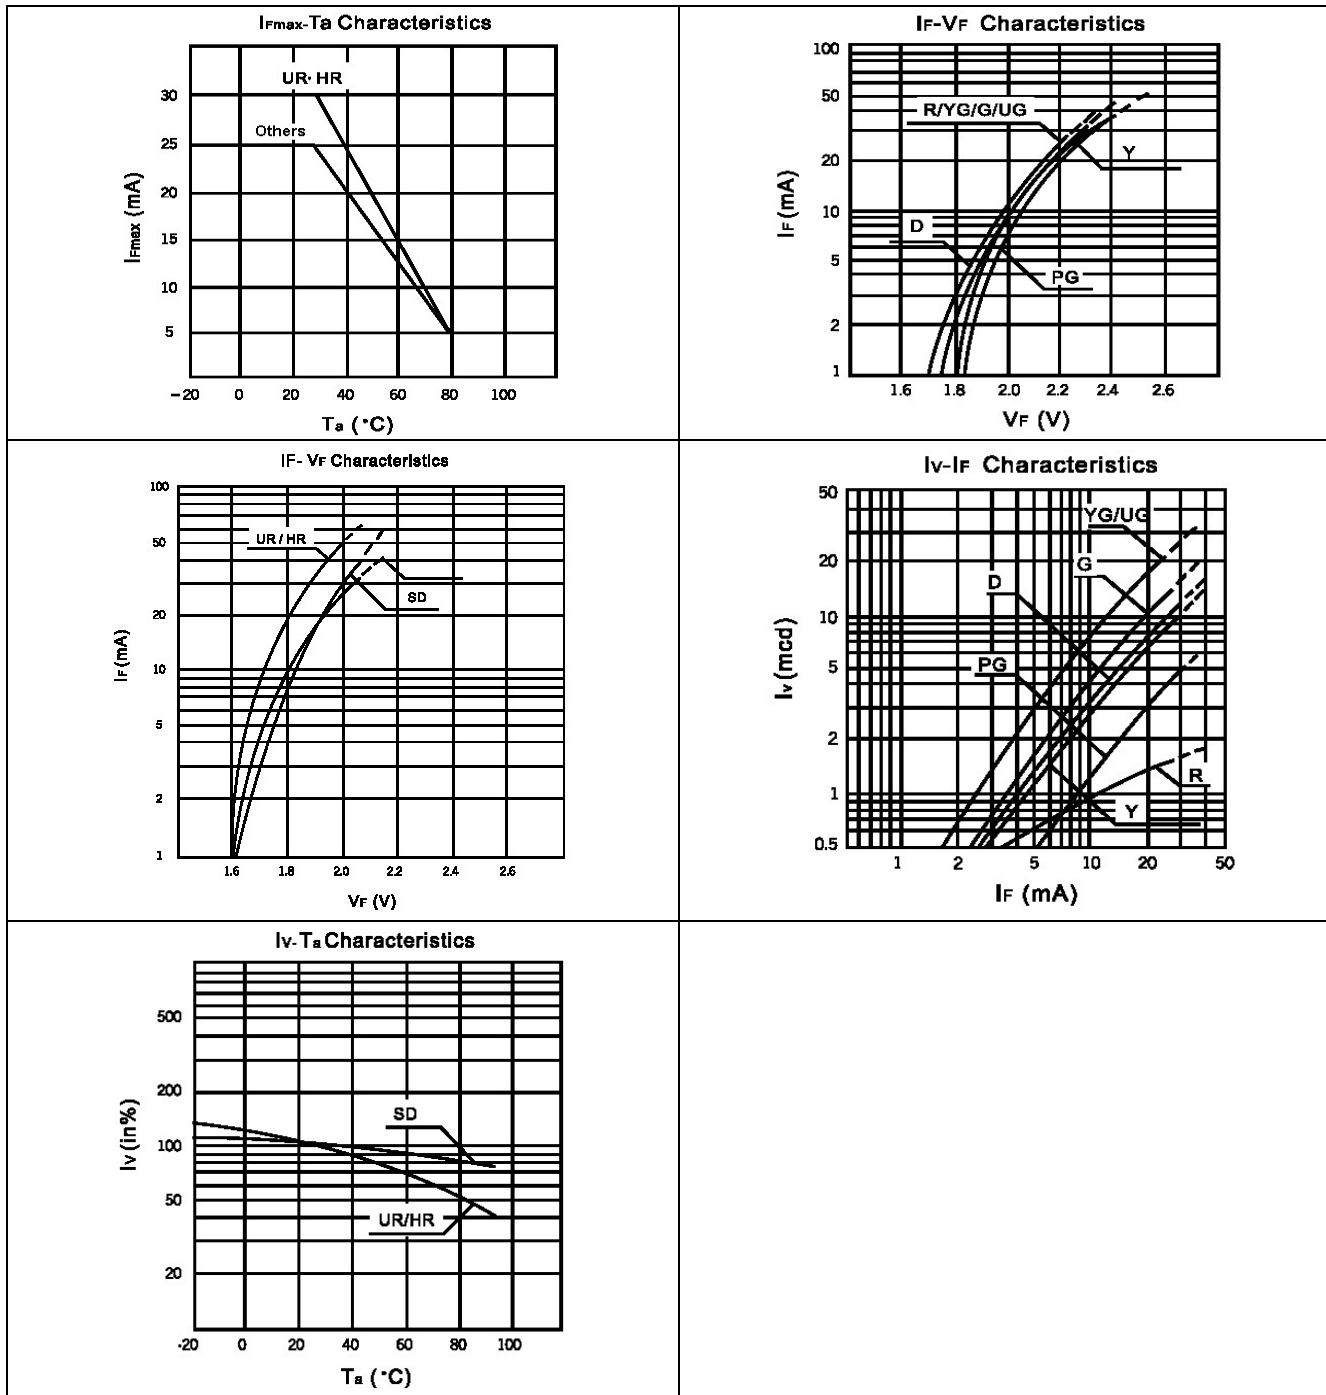 IFmax-Ta Characteristics
UR·HR
Others
30
25
20
15
10
5
IFmax (mA)
-20 0 20 40 60 80 100
Ta (°C)
IF-VF Characteristics
100
50
20
10
5
2
1
IF (mA)
R/YG/G/UG
Y
D
PG
1.6 1.8 2.0 2.2 2.4 2.6
VF (V)
IF- VF Characteristics
100
50
20
10
5
2
1
IF (mA)
UR/HR
SD
1.6 1.8 2.0 2.2 2.4 2.6
VF (V)
Iv-IF Characteristics
50
20
10
5
2
1
0.5
Iv (mcd)
YG/UG
G
D
PG
R
Y
1 2 5 10 20 50
IF (mA)
Iv-Ta Characteristics
500
200
100
50
20
Iv (in%)
SD
UR/HR
-20 0 20 40 60 80 100
Ta (°C)